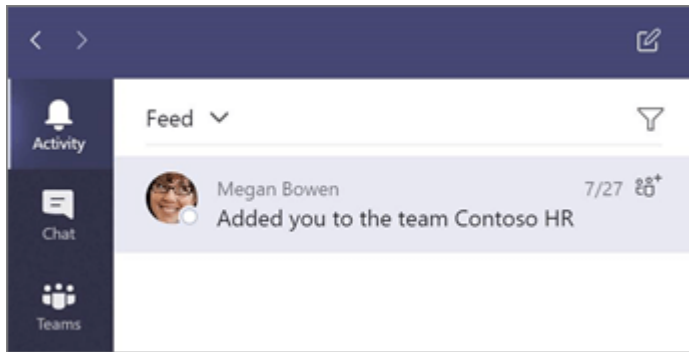 Activity
Feed
Megan Bowen 7/27
Added you to the team Contoso HR
Chat
Teams